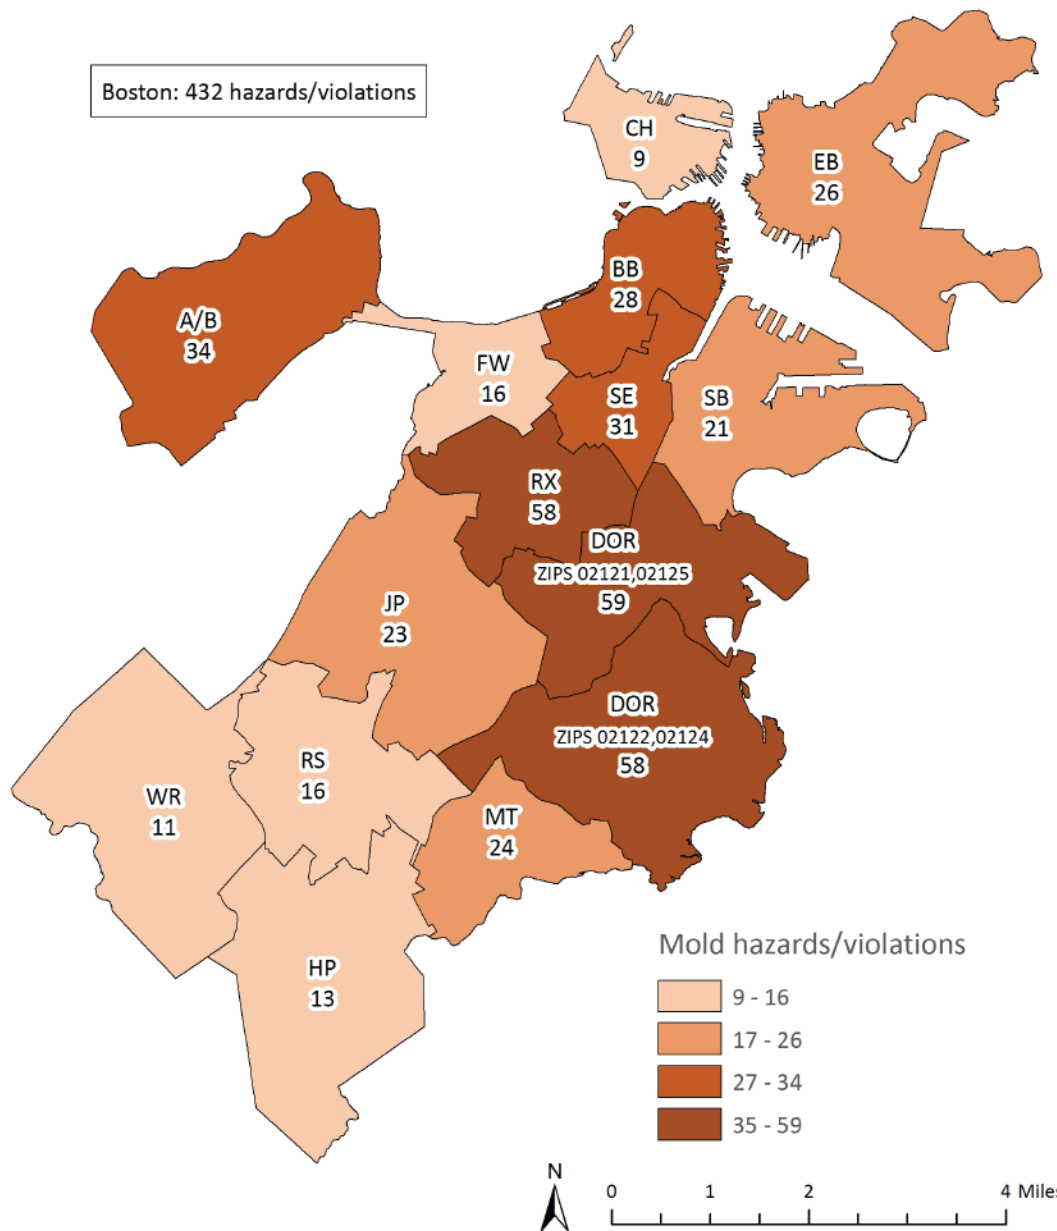 Boston: 432 hazards/violations
CH
9
EB
26
BB
28
A/B
34
FW
16
SE
31
SB
21
RX
58
DOR
ZIPS 02121,02125
59
JP
23
DOR
ZIPS 02122,02124
58
RS
16
WR
11
MT
24
HP
13
Mold hazards/violations
9 - 16
17 - 26
27 - 34
35 - 59
N
0 1 2 4 Miles